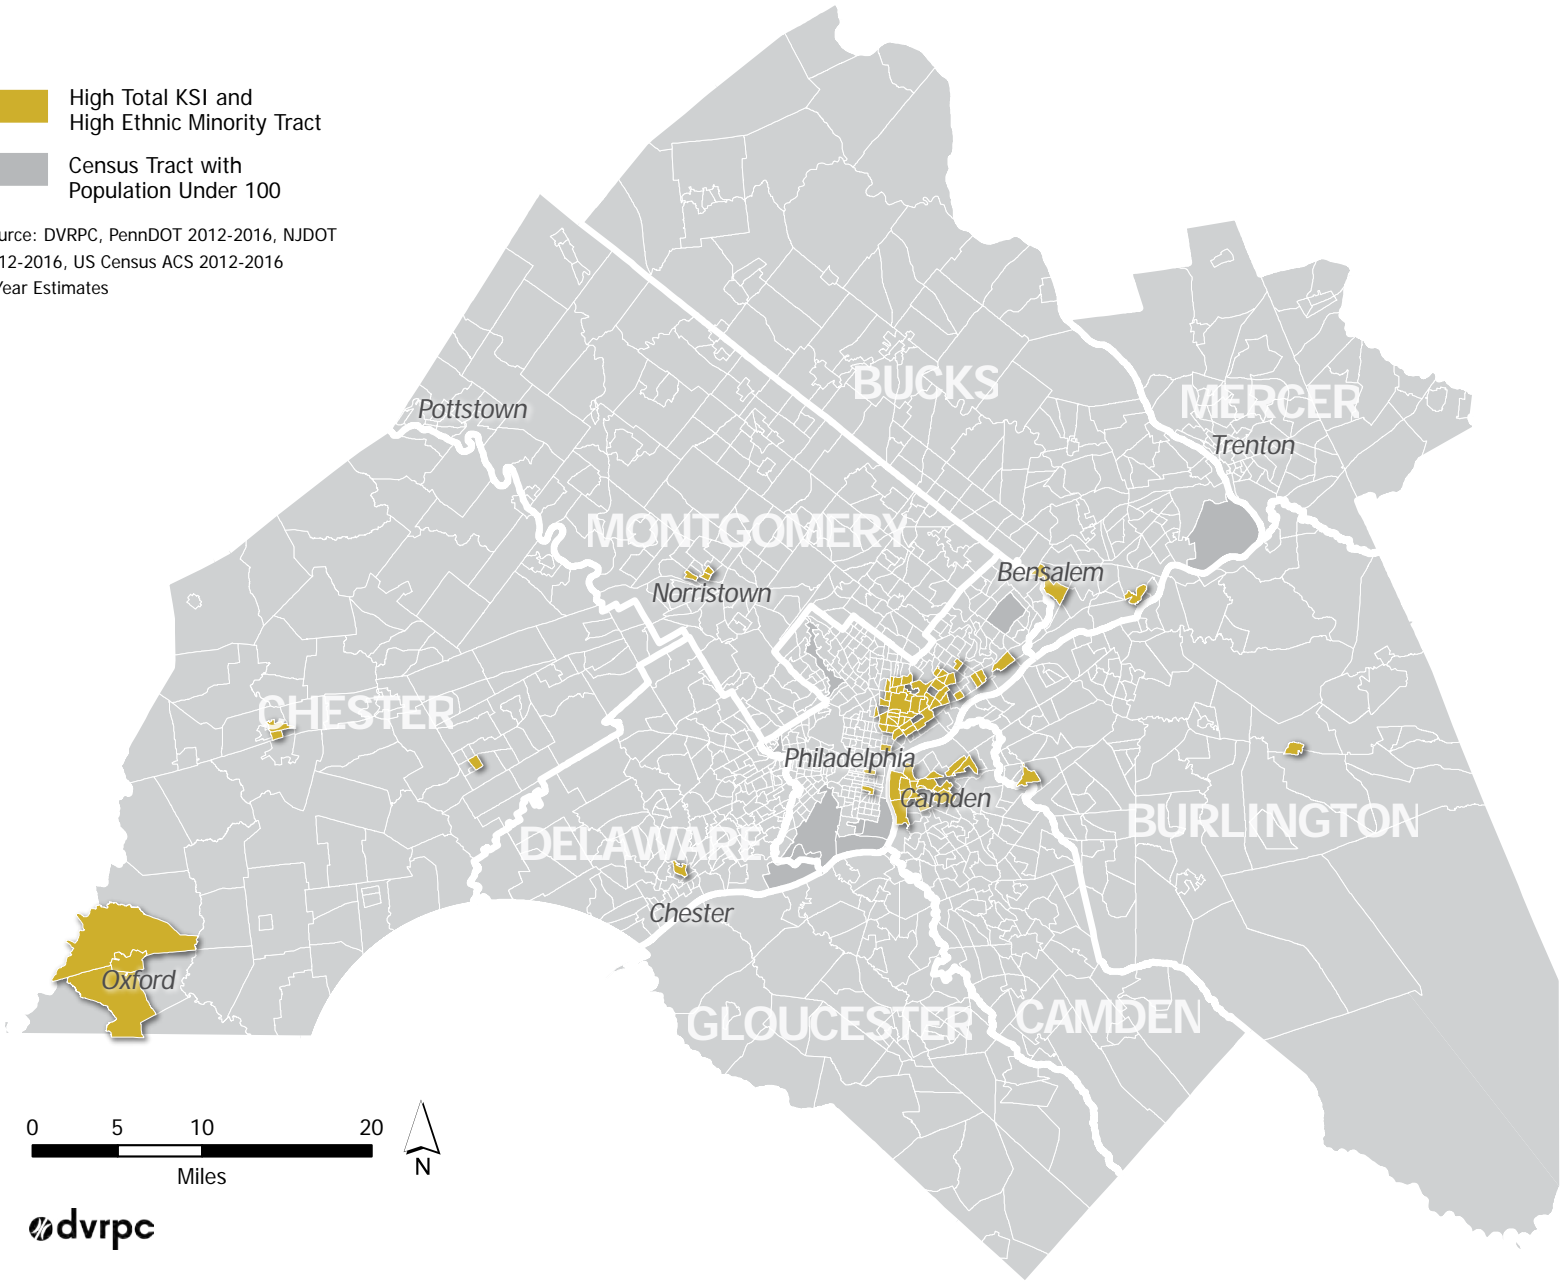 High Total KSI and
High Ethnic Minority Tract
Census Tract with
Population Under 100
urce: DVRPC, PennDOT 2012-2016, NJDOT
12-2016, US Census ACS 2012-2016
Year Estimates
BUCKS
MERCER
Pottstown
Trenton
MONTGOMERY
Bensalem
Norristown
CHESTER
Philadelphia
Camden
BURLINGTON
DELAWARE
Chester
Oxford
GLOUCESTER
CAMDEN
0 5 10 20
Miles
N
dvrpc